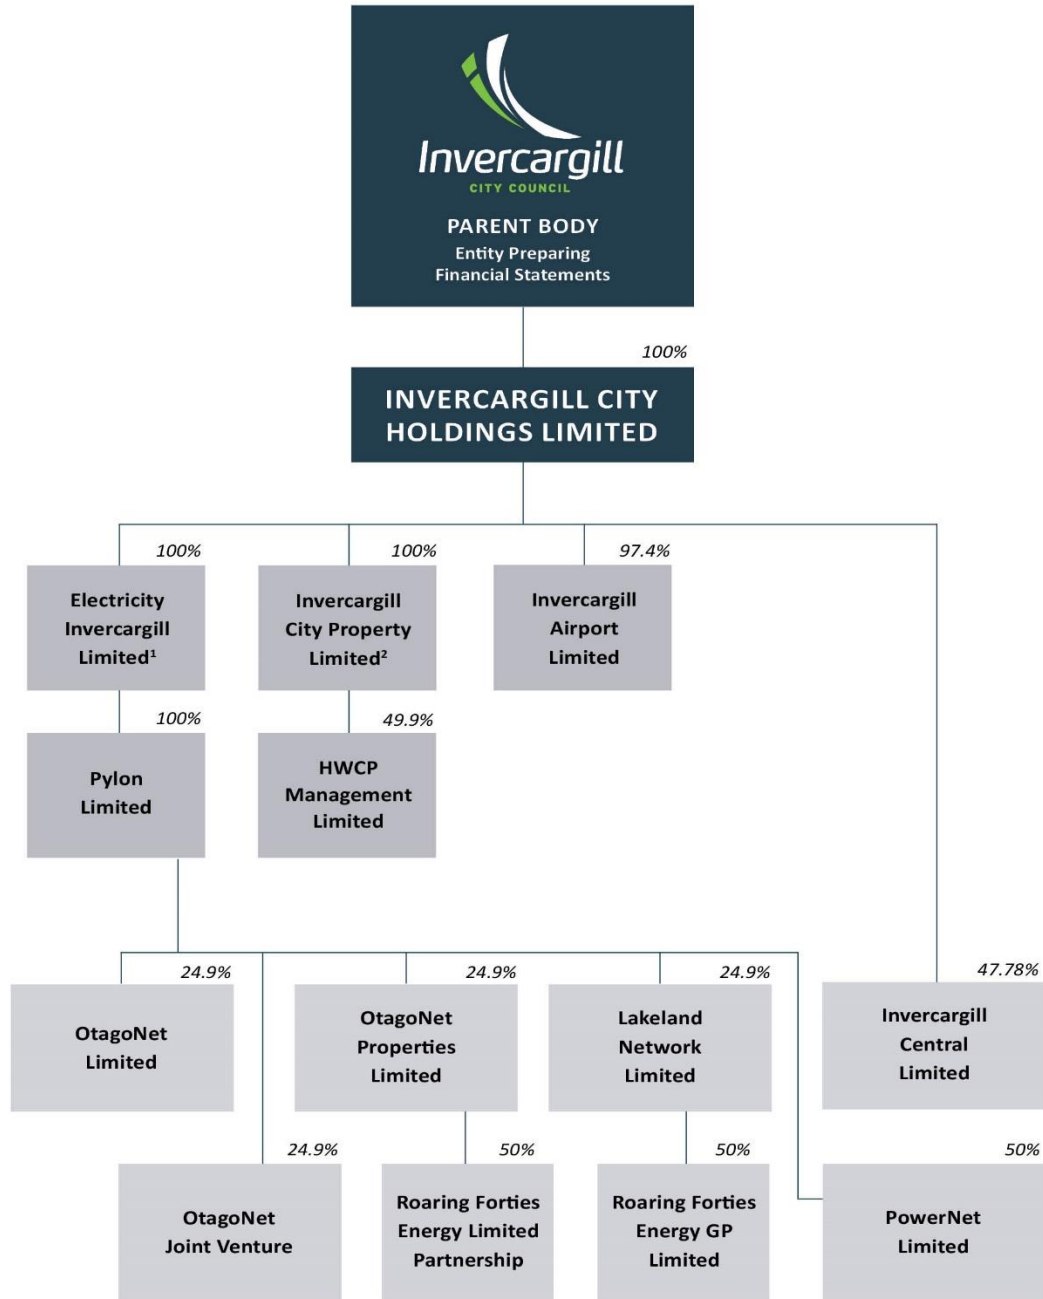 Invercargill
CITY COUNCIL
PARENT BODY
Entity Preparing
Financial Statements
100%
INVERCARGILL CITY
HOLDINGS LIMITED
100%
Electricity
Invercargill
Limited¹
100%
Invercargill
City Property
Limited²
97.4%
Invercargill
Airport
Limited
100%
Pylon
Limited
49.9%
HWCP
Management
Limited
24.9%
OtagoNet
Limited
24.9%
OtagoNet
Properties
Limited
24.9%
Lakeland
Network
Limited
47.78%
Invercargill
Central
Limited
24.9%
OtagoNet
Joint Venture
50%
Roaring Forties
Energy Limited
Partnership
50%
Roaring Forties
Energy GP
Limited
50%
PowerNet
Limited